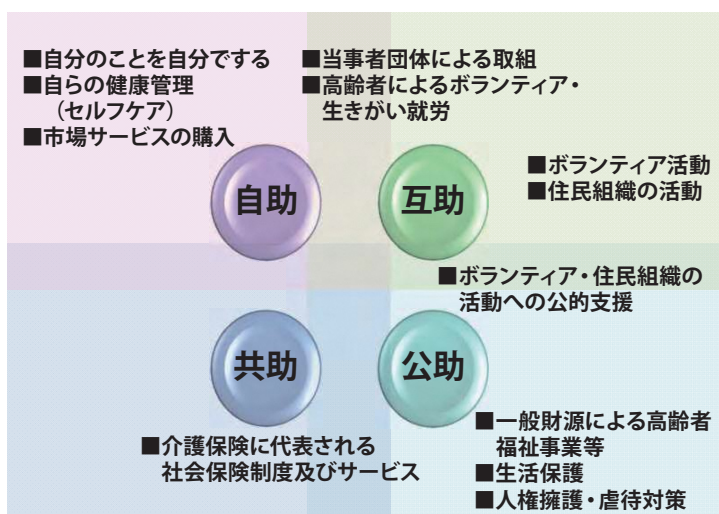 ■自分のことを自分でする
■自らの健康管理
（セルフケア）
■市場サービスの購入
■当事者団体による取組
■高齢者によるボランティア・
生きがい就労
自助
互助
■ボランティア活動
■住民組織の活動
■ボランティア・住民組織の
活動への公的支援
共助
公助
■介護保険に代表される
社会保険制度及びサービス
■一般財源による高齢者
福祉事業等
■生活保護
■人権擁護・虐待対策